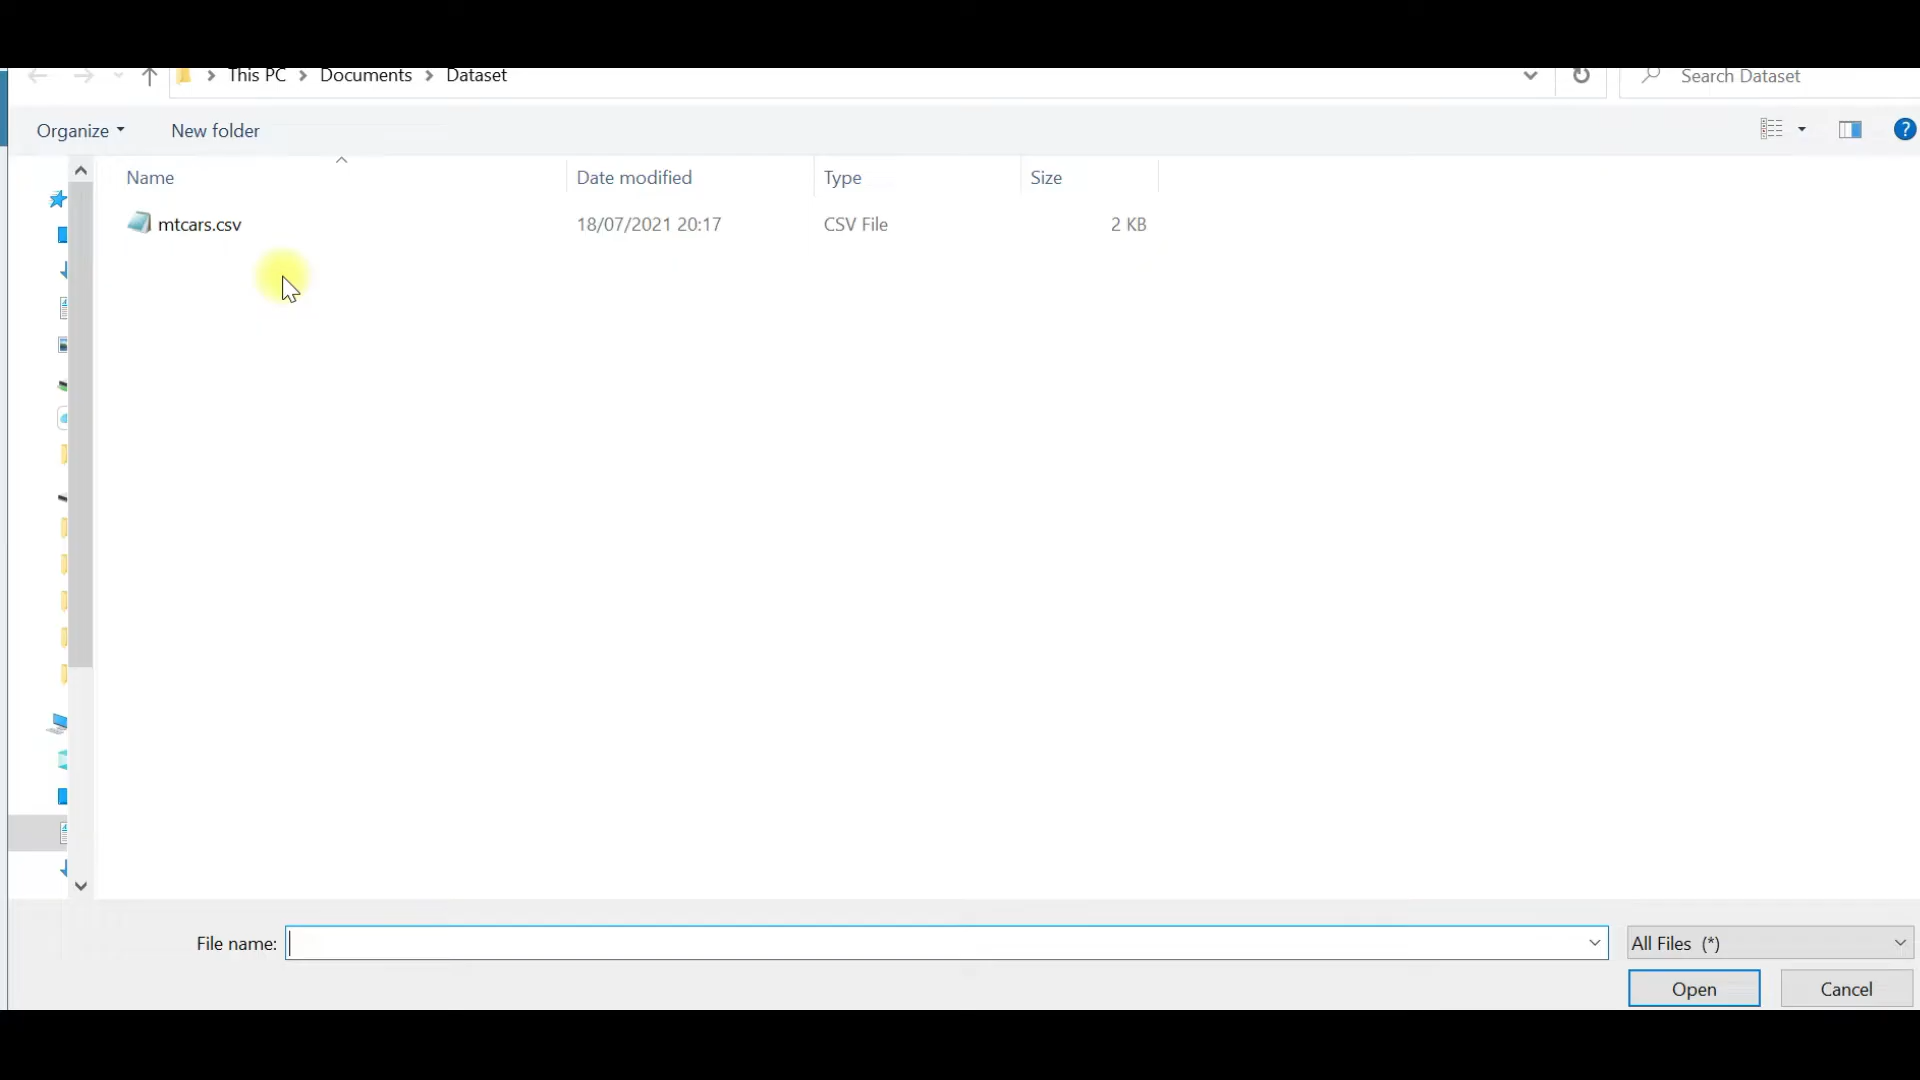 This PC > Documents > Dataset
Search Dataset
Organize
New folder
Name
Date modified
Type
Size
mtcars.csv
18/07/2021 20:17
CSV File
2 KB
File name:
All Files (*)
Open
Cancel